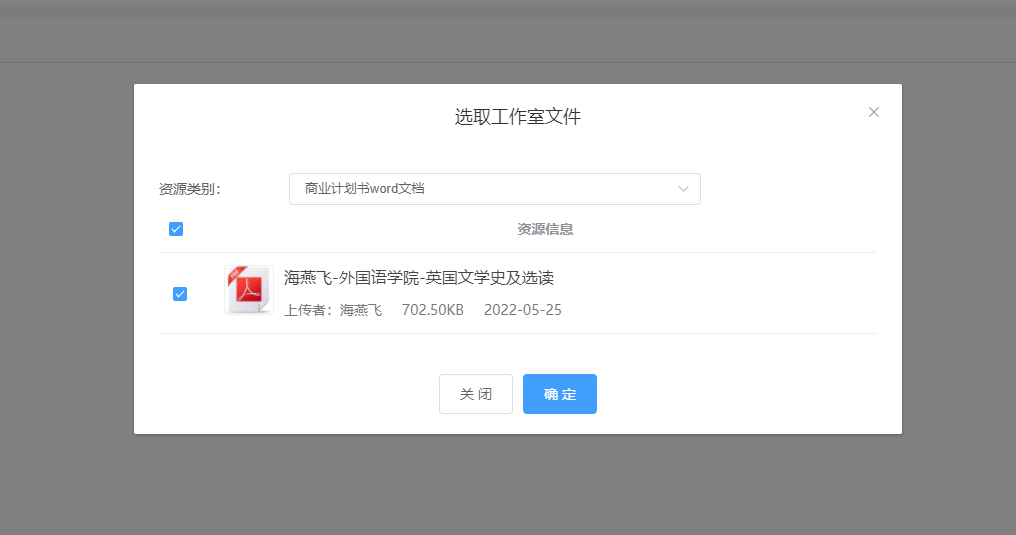 选取工作室文件
资源类别： 商业计划书word文档
资源信息
海燕飞-外国语学院-英国文学史及选读
上传者：海燕飞 702.50KB 2022-05-25
关 闭 确 定